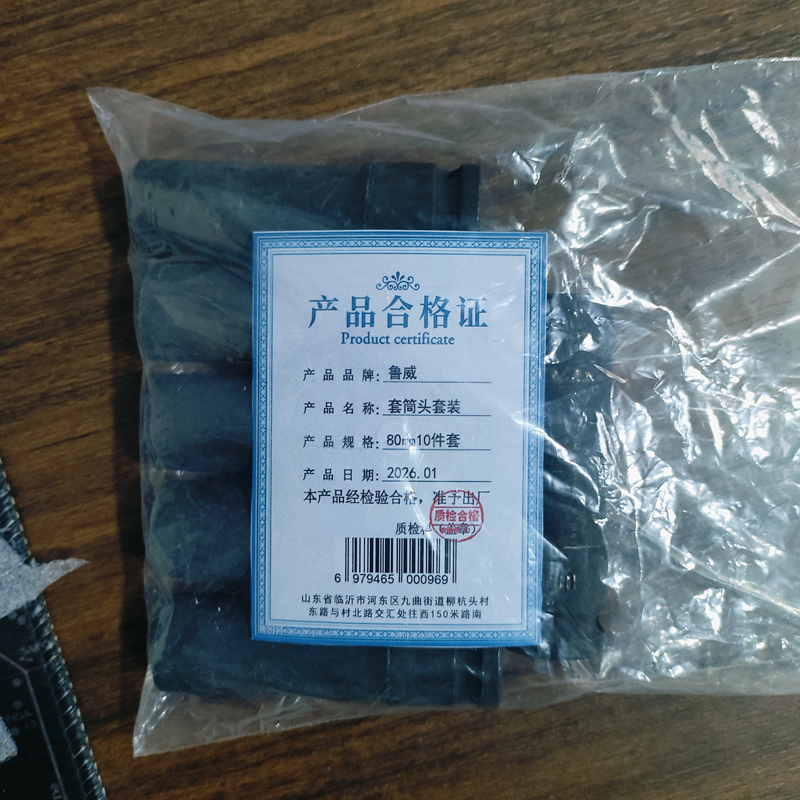 产品合格证
Product certificate
产品品牌: 鲁威
产品名称: 套筒头套装
产品规格: 80mm10件套
产品日期: 2026.01
本产品经检验合格，准予出厂
质检合格
质检 (盖章)
6 979465 000969
山东省临沂市河东区九曲街道柳杭头村
东路与村北路交汇处往西150米路南